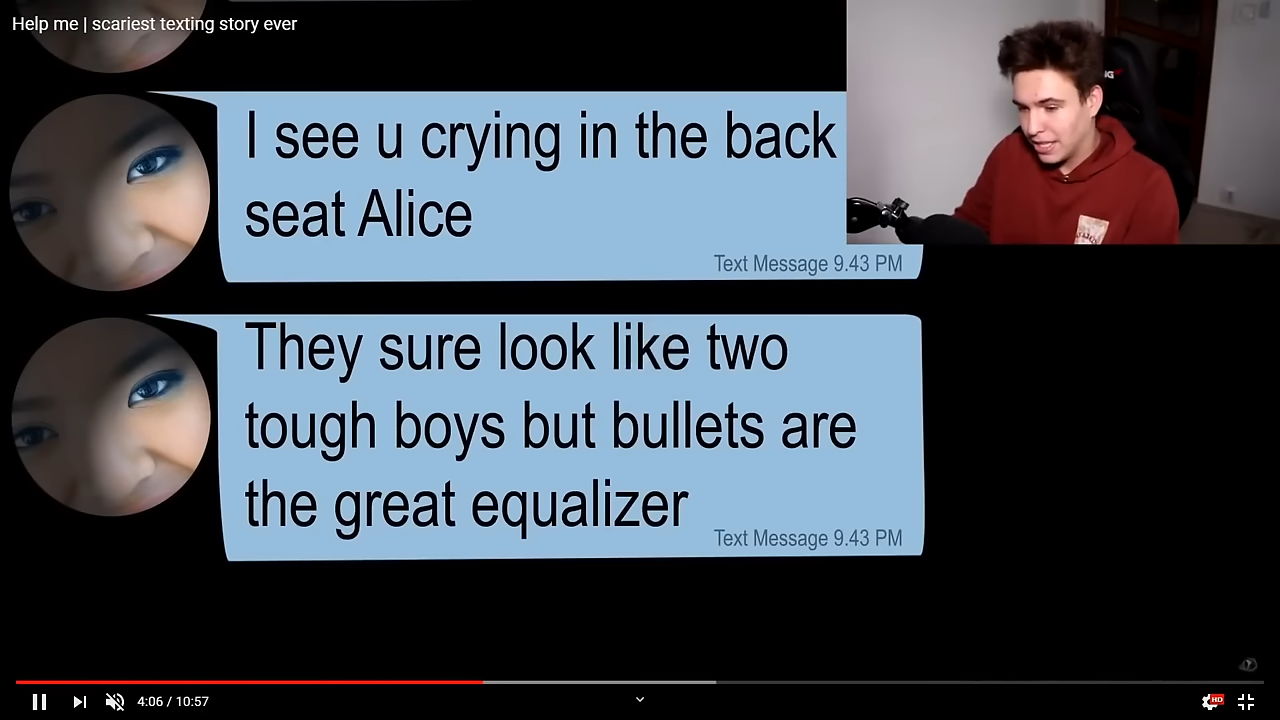 Help me | scariest texting story ever
I see u crying in the back
seat Alice
Text Message 9.43 PM
They sure look like two
tough boys but bullets are
the great equalizer
Text Message 9.43 PM
4:06 / 10:57
HD